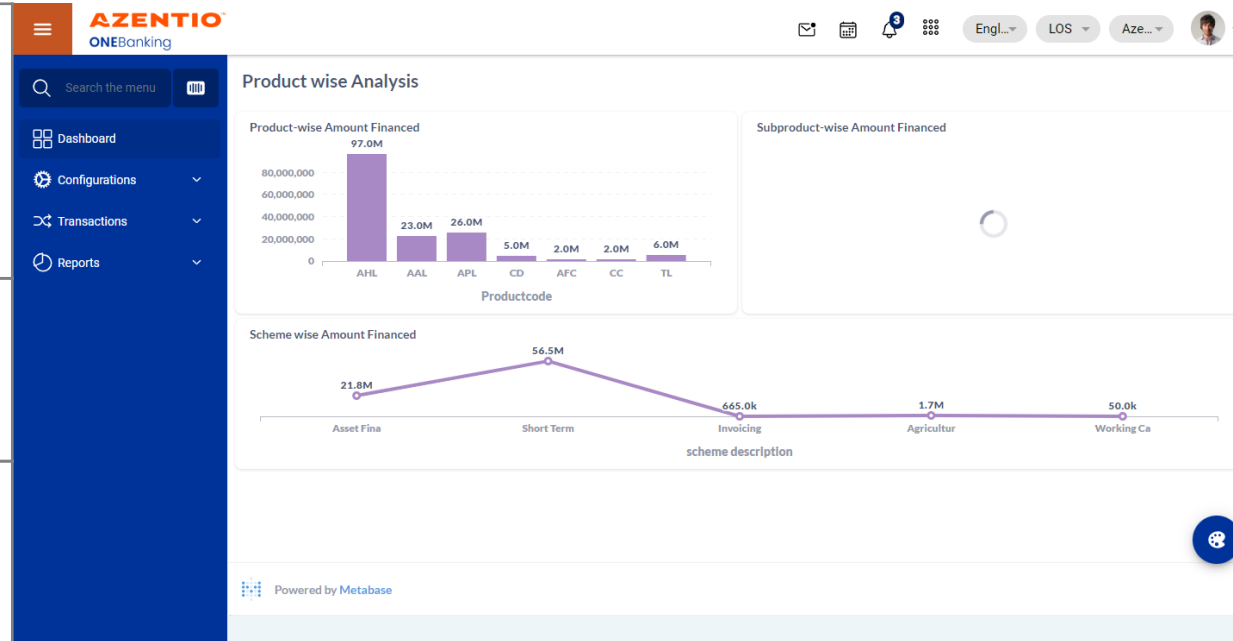 AZENTIO
ONEBanking
3
Engl...
LOS
Aze...
Search the menu
Dashboard
Configurations
Transactions
Reports
Product wise Analysis
Product-wise Amount Financed
97.0M
80,000,000
60,000,000
40,000,000
20,000,000
0
23.0M
26.0M
5.0M
2.0M
2.0M
6.0M
AHL
AAL
APL
CD
AFC
CC
TL
Productcode
Subproduct-wise Amount Financed
Scheme wise Amount Financed
21.8M
56.5M
665.0k
1.7M
50.0k
Asset Fina
Short Term
Invoicing
Agricultur
Working Ca
scheme description
Powered by Metabase